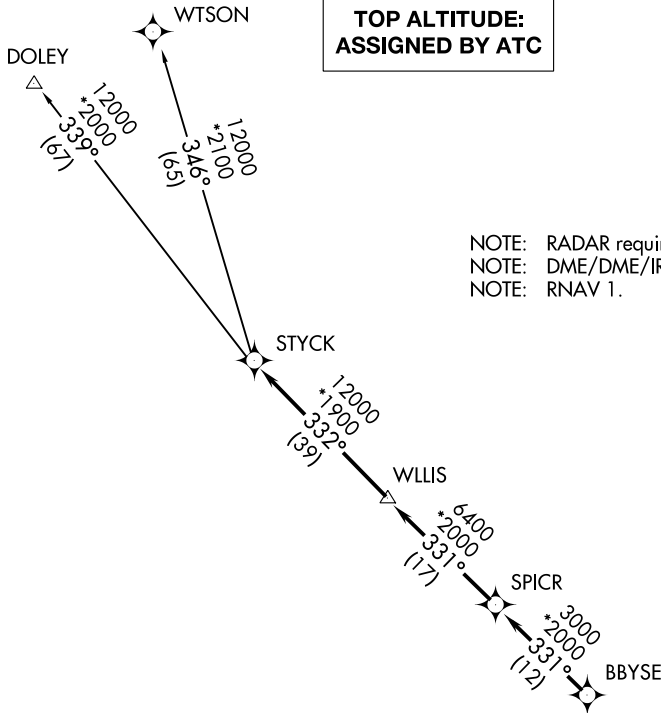 TOP ALTITUDE:
ASSIGNED BY ATC
WTSON
DOLEY
12000
*2000
339°
(67)
12000
*2100
346°
(65)
NOTE: RADAR
NOTE: DME/DME/
NOTE: RNAV 1.
STYCK
12000
*1900
332°
(39)
WLLIS
6400
*2000
331°
(17)
SPICR
3000
*2000
331°
(12)
BBYSE